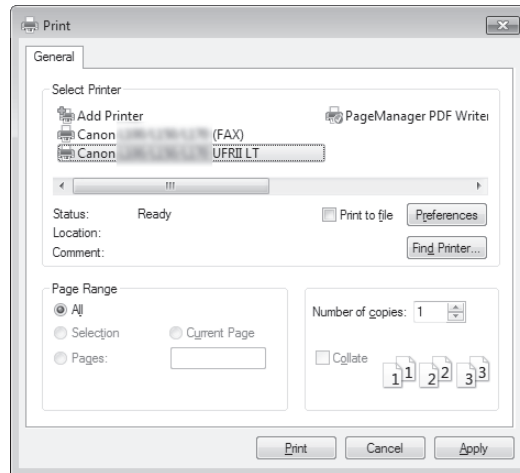 Print
General
Select Printer
Add Printer
PageManager PDF Writer
Canon (FAX)
Canon UFRII LT
Status: Ready
Print to file
Preferences
Location:
Find Printer...
Comment:
Page Range
All
Selection
Current Page
Pages:
Number of copies: 1
Collate
1 1 2 2 3 3
Print
Cancel
Apply